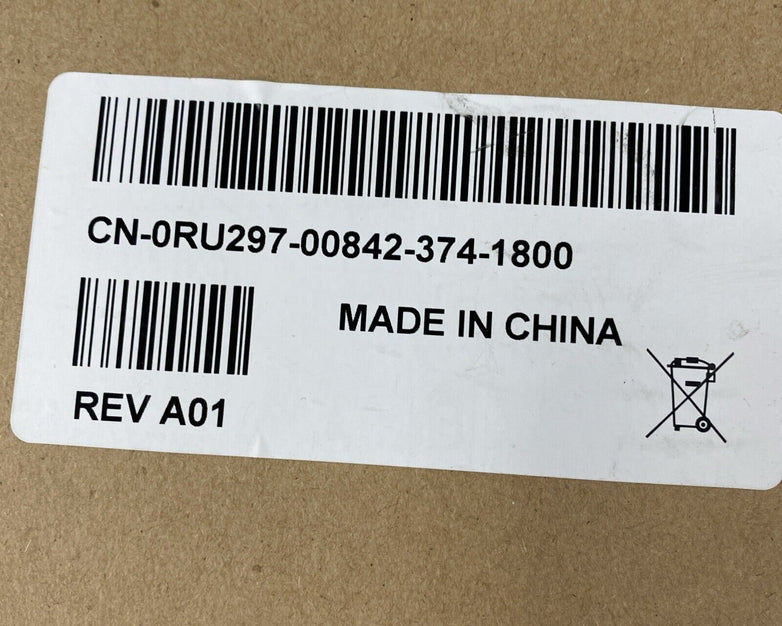 CN-0RU297-00842-374-1800
MADE IN CHINA
REV A01